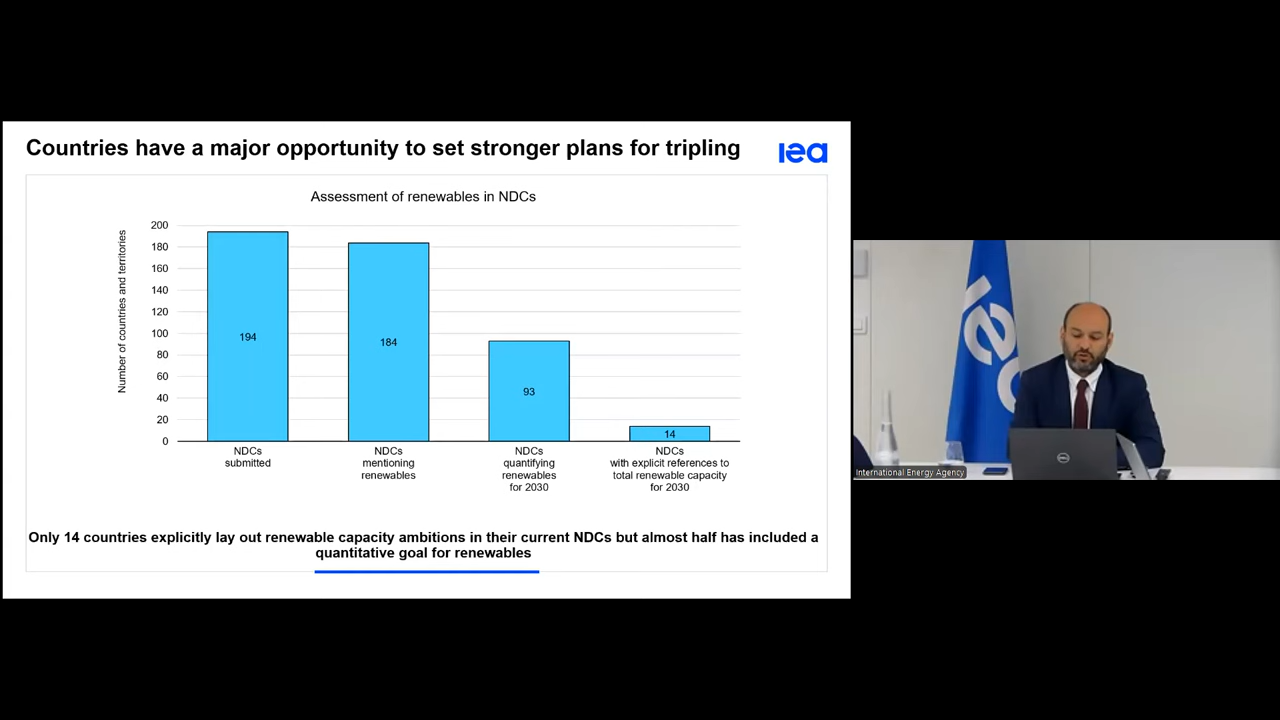 Countries have a major opportunity to set stronger plans for tripling
iea
Assessment of renewables in NDCs
Number of countries and territories
200
180
160
140
120
100
80
60
40
20
0
194
184
93
14
NDCs
submitted
NDCs
mentioning
renewables
NDCs
quantifying
renewables
for 2030
NDCs
with explicit references to
total renewable capacity
for 2030
Only 14 countries explicitly lay out renewable capacity ambitions in their current NDCs but almost half has included a
quantitative goal for renewables
iea
DELL
International Energy Agency